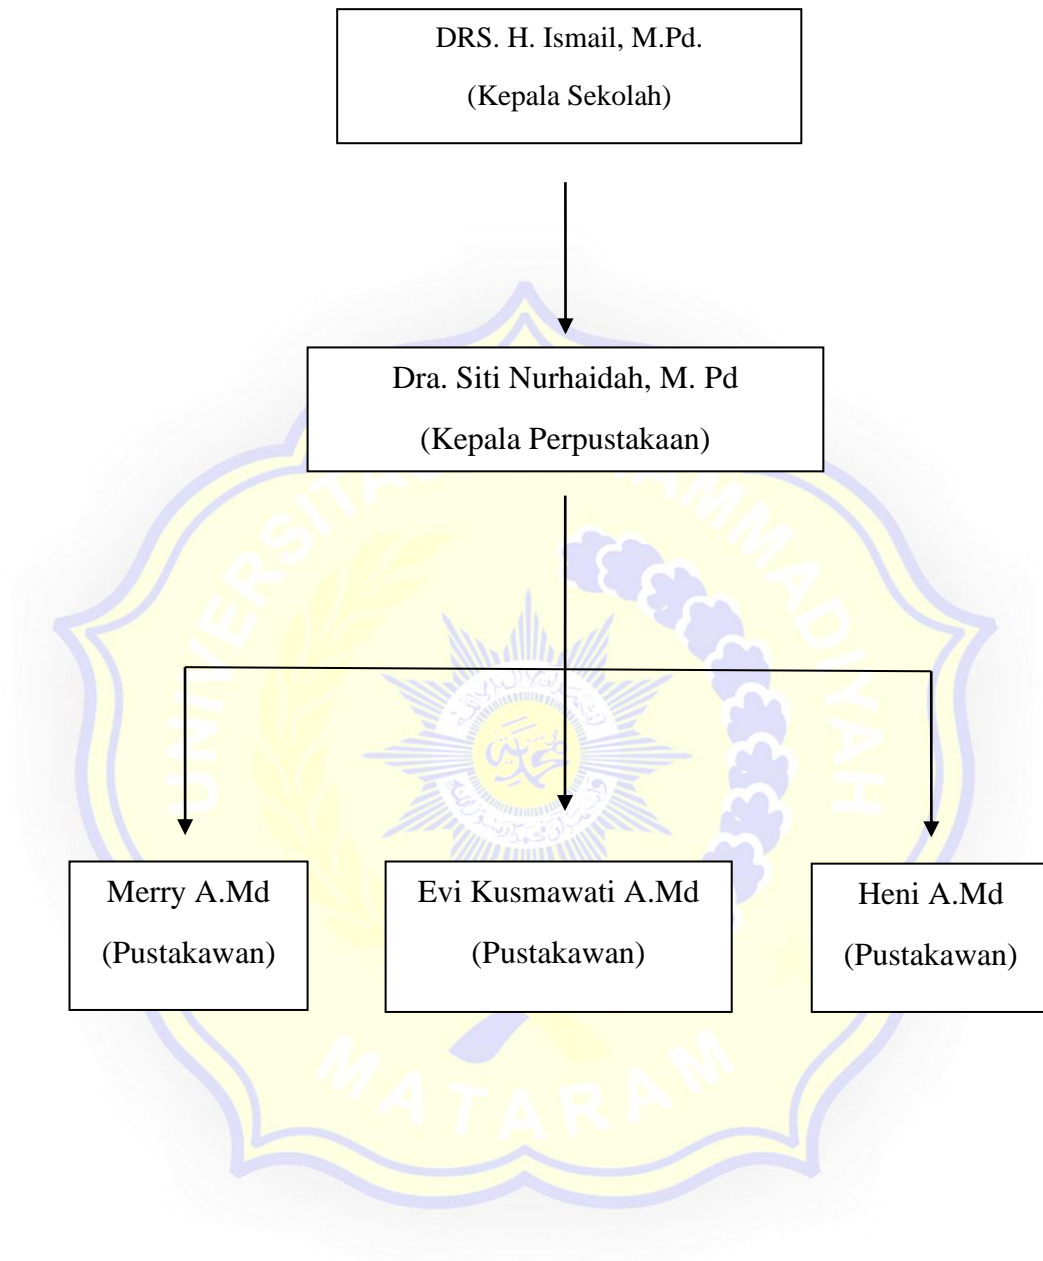 DRS. H. Ismail, M.Pd.
(Kepala Sekolah)
Dra. Siti Nurhaidah, M. Pd
(Kepala Perpustakaan)
Merry A.Md
(Pustakawan)
Evi Kusmawati A.Md
(Pustakawan)
Heni A.Md
(Pustakawan)
MATARAM